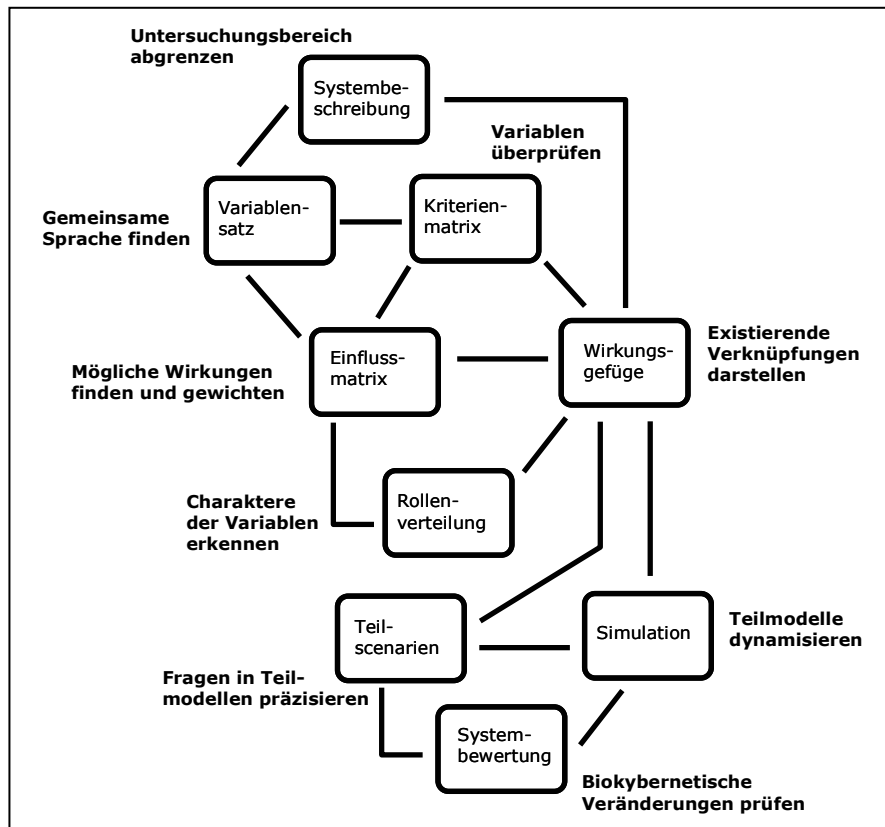 Untersuchungsbereich
abgrenzen
Systembe-
schreibung
Variablen
überprüfen
Variablen-
satz
Kriterien-
matrix
Gemeinsame
Sprache finden
Einfluss-
matrix
Wirkungs-
gefüge
Existierende
Verknüpfungen
darstellen
Mögliche Wirkungen
finden und gewichten
Rollen-
verteilung
Charaktere
der Variablen
erkennen
Teil-
scenarien
Simulation
Teilmodelle
dynamisieren
Fragen in Teil-
modellen präzisieren
System-
bewertung
Biokybernetische
Veränderungen prüfen